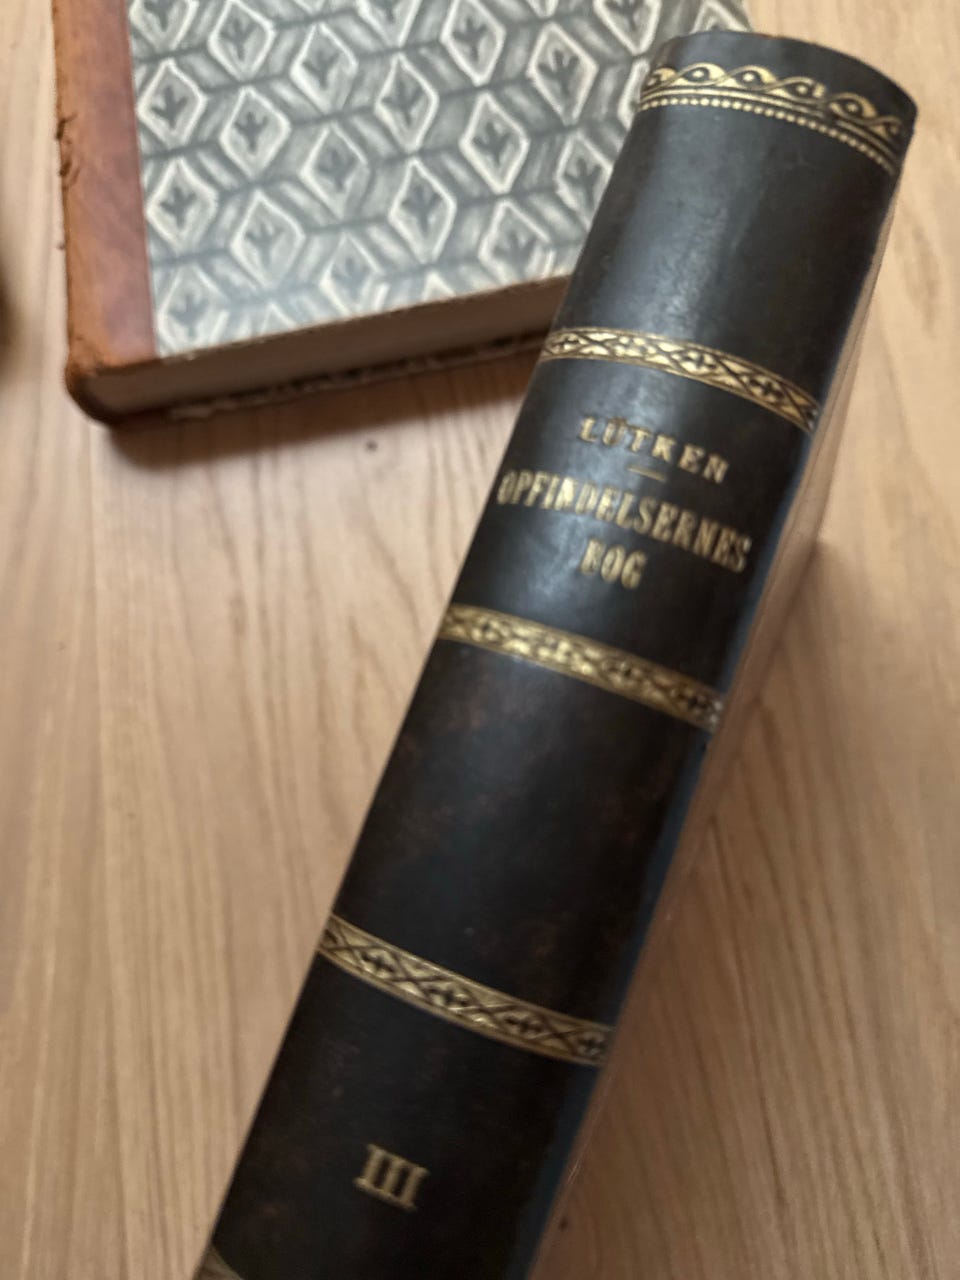 LÜTKEN
OPFINDELSERNES
BOG
III